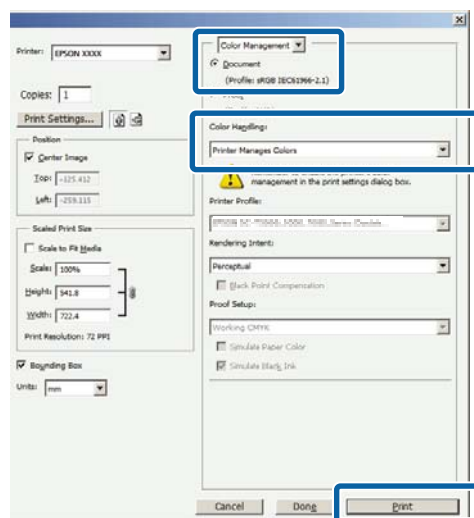 Printer: EPSON XXXX
Copies: 1
Print Settings...
Position
Center Image
Top: -125.412
Left: -259.115
Scaled Print Size
Scale to Fit Media
Scale: 100%
Height: 541.8
Width: 722.4
Print Resolution: 72 PPI
Bounding Box
Units: mm
Color Management
Document
(Profile: sRGB IEC61966-2.1)
Color Handling:
Printer Manages Colors
management in the print settings dialog box.
Printer Profile:
Rendering Intent:
Perceptual
Black Point Compensation
Proof Setup:
Working CMYK
Simulate Paper Color
Simulate Black Ink
Cancel
Done
Print